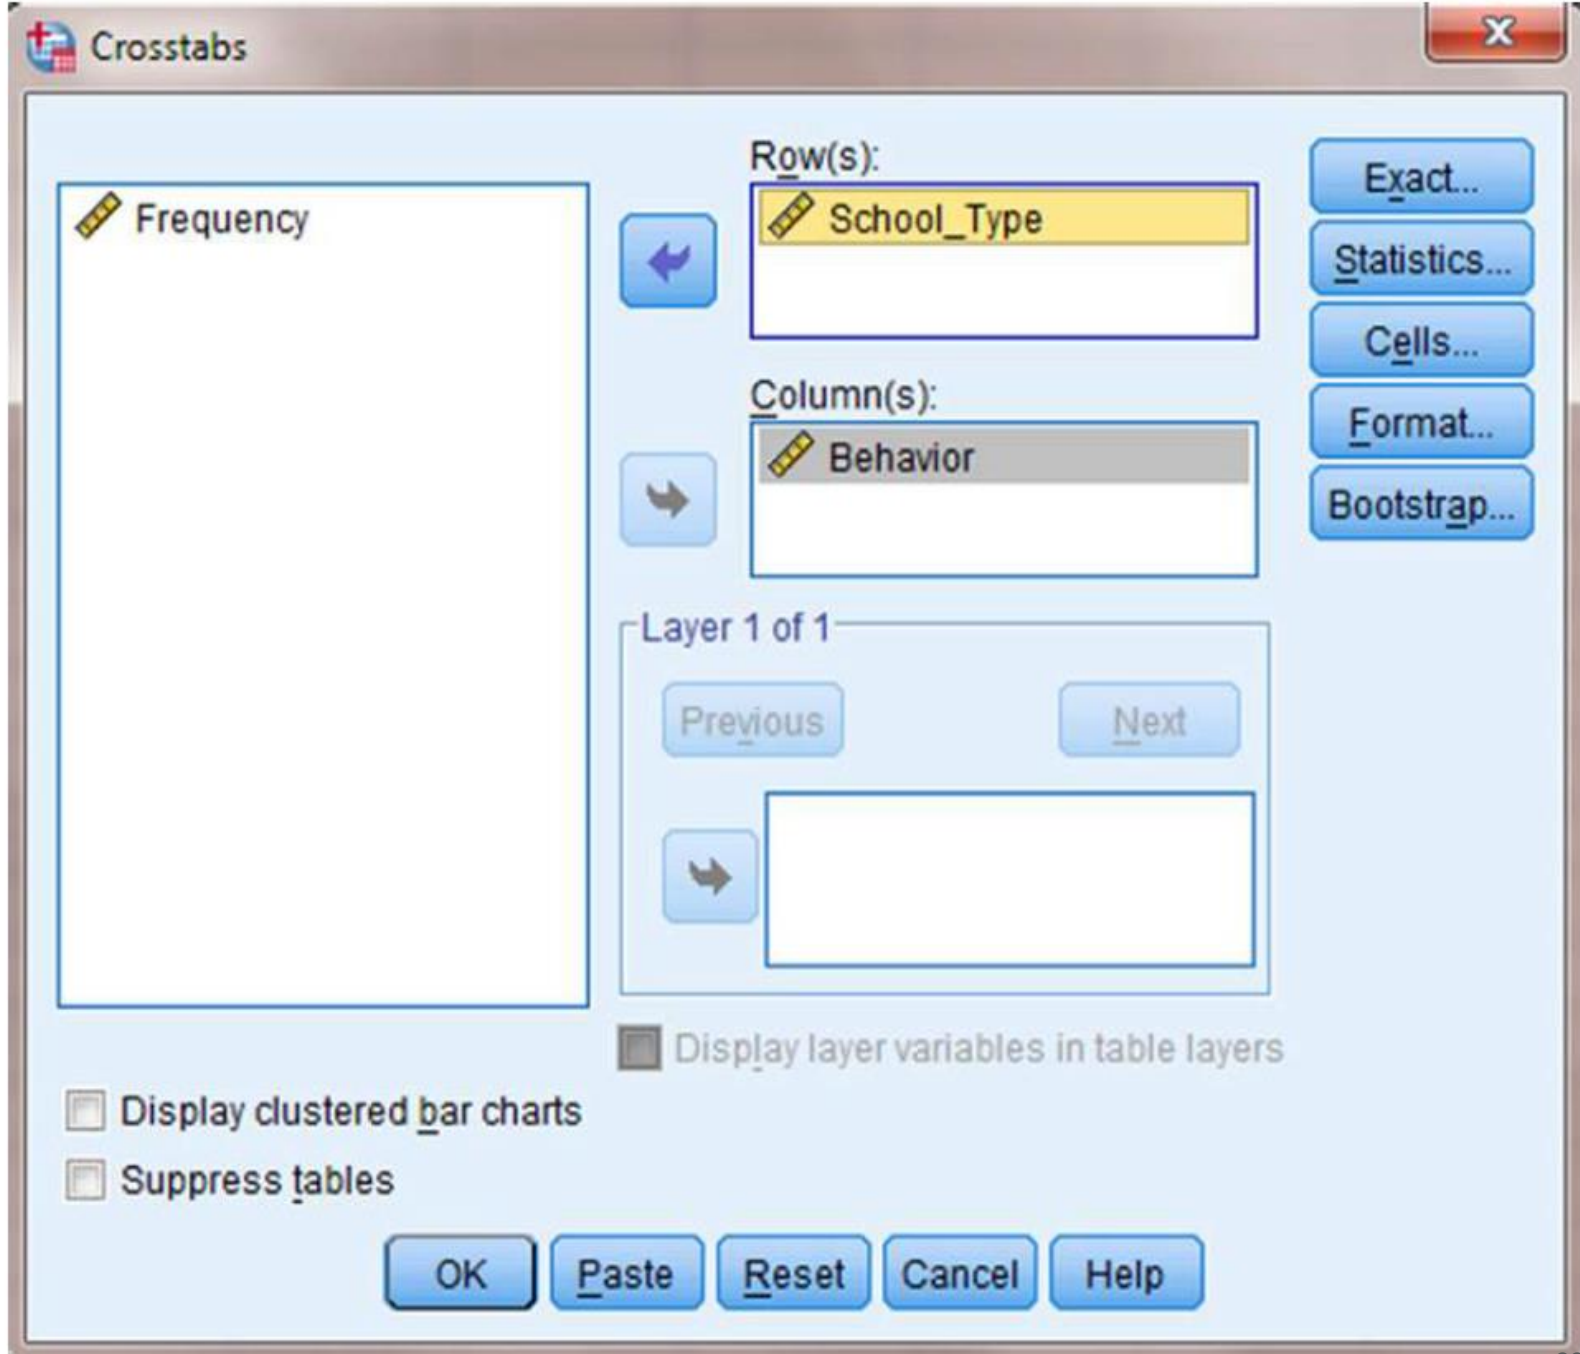 Crosstabs
Row(s):
Frequency
School_Type
Exact...
Statistics...
Cells...
Column(s):
Format...
Behavior
Bootstrap...
Layer 1 of 1
Previous
Next
Display layer variables in table layers
Display clustered bar charts
Suppress tables
OK
Paste
Reset
Cancel
Help